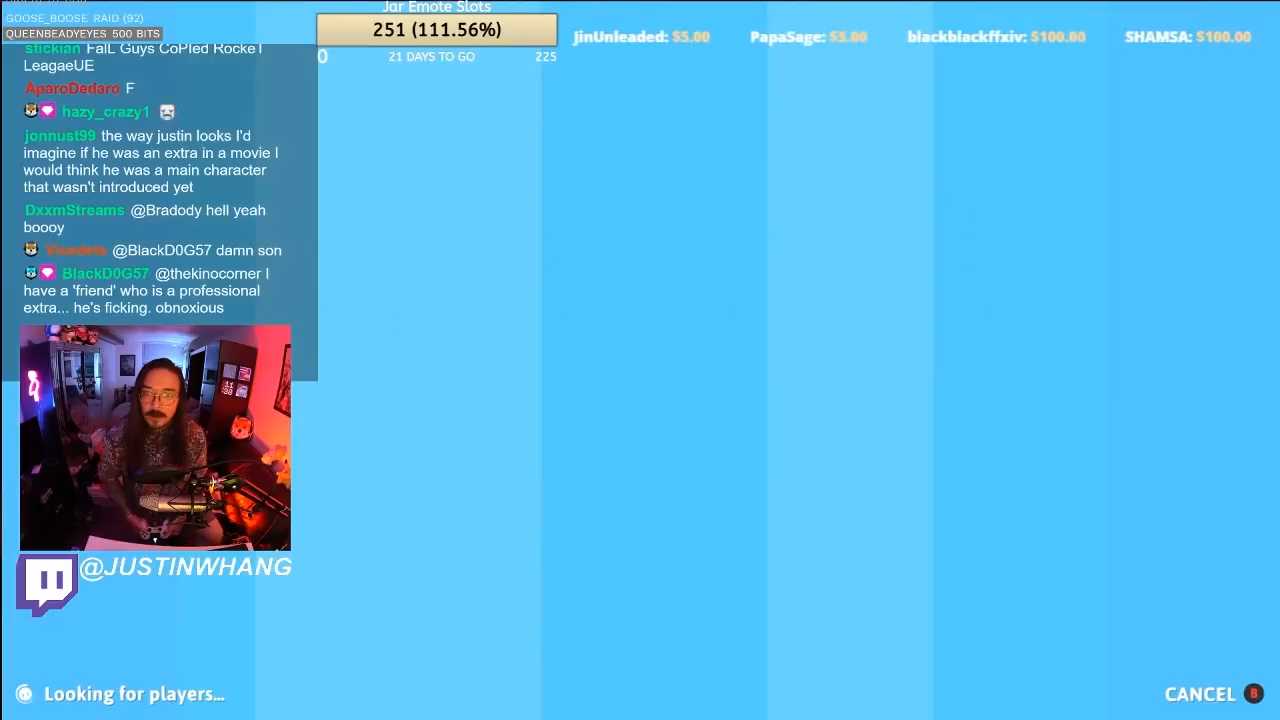 GOOSE_BOOSE RAID (92)
QUEENBEADYEYES 500 BITS
stickian FalL Guys CoPIed RockeT
LeagaeUE
AparoDedaro F
hazy_crazy1
jonnust99 the way justin looks I'd
imagine if he was an extra in a movie I
would think he was a main character
that wasn't introduced yet
DxxmStreams @Bradody hell yeah
boooy
Vicedets @BlackD0G57 damn son
BlackD0G57 @thekinocorner I
have a 'friend' who is a professional
extra... he's ficking. obnoxious
@JUSTINWHANG
Jar Emote Slots
251 (111.56%)
0 21 DAYS TO GO 225
JinUnleaded: $5.00 PapaSage: $5.00 blackblackffxiv: $100.00 SHAMSA: $100.00
Looking for players...
CANCEL B